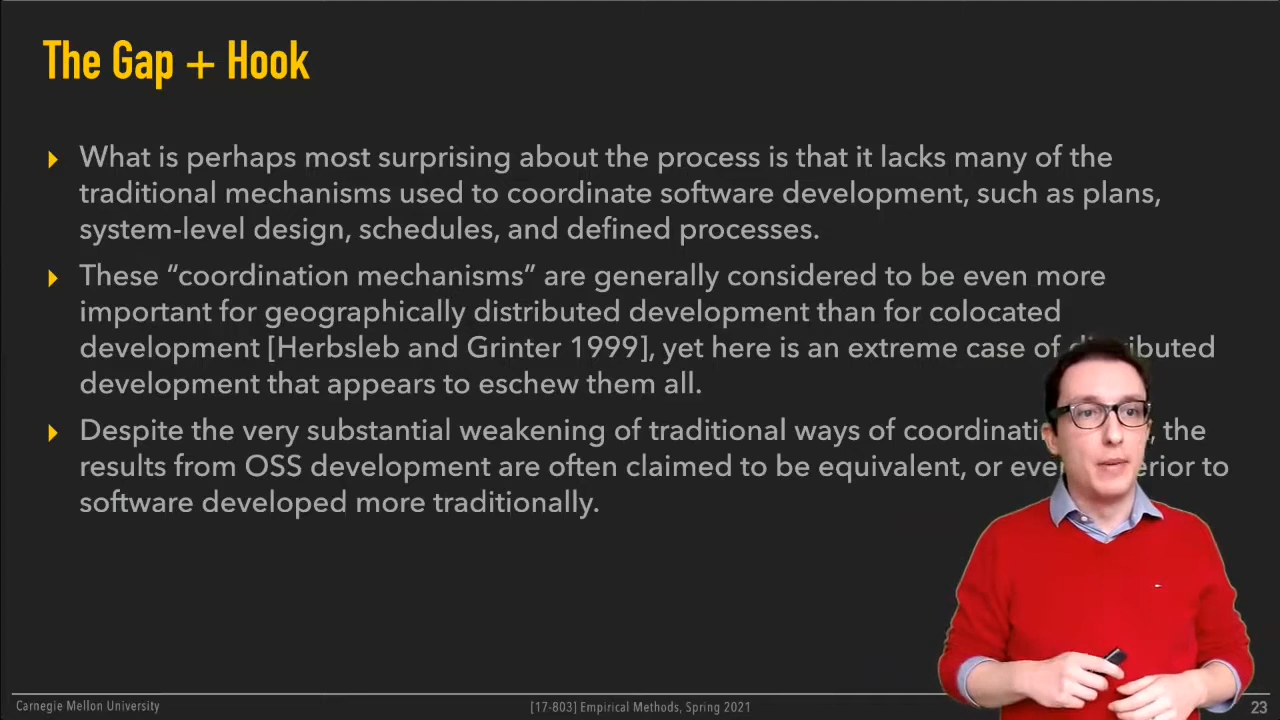 The Gap + Hook
What is perhaps most surprising about the process is that it lacks many of the
traditional mechanisms used to coordinate software development, such as plans,
system-level design, schedules, and defined processes.
These “coordination mechanisms” are generally considered to be even more
important for geographically distributed development than for colocated
development [Herbsleb and Grinter 1999], yet here is an extreme case of
development that appears to eschew them all.
Despite the very substantial weakening of traditional ways of the
results from OSS development are often claimed to be equivalent, or to
software developed more traditionally.
Carnegie Mellon University
[17-803] Empirical Methods, Spring 2021
23